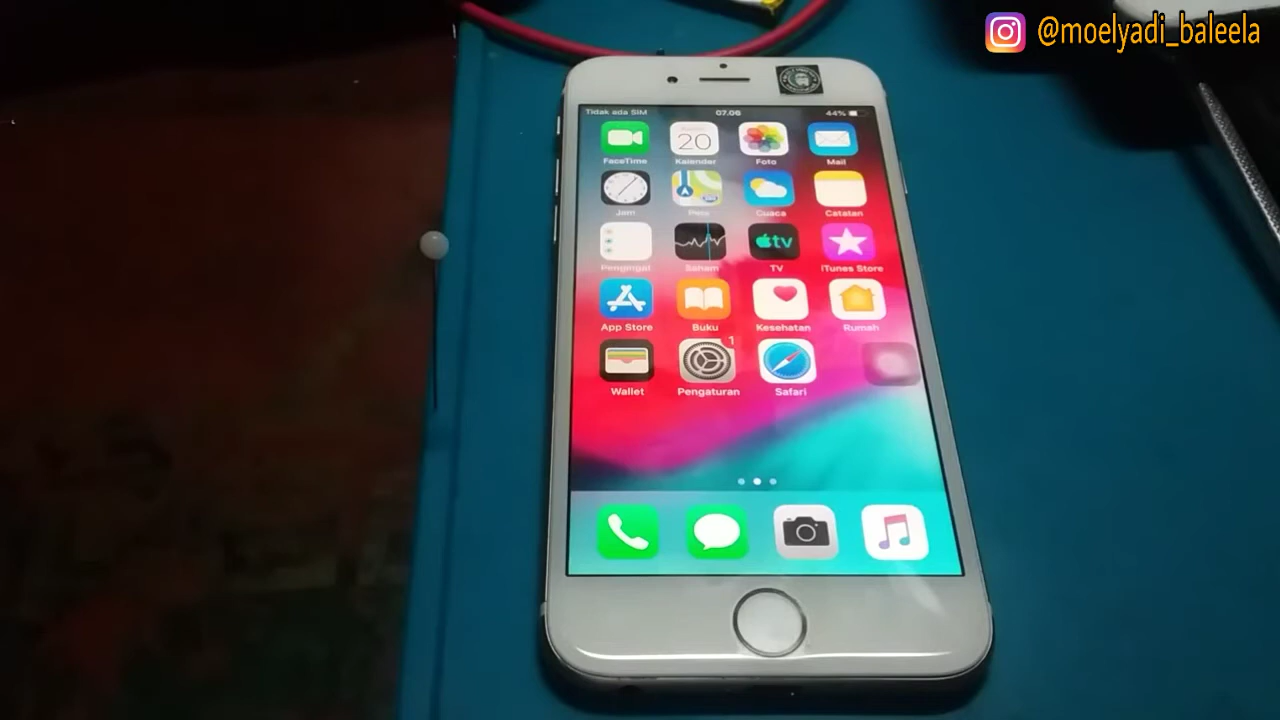 @moelyadi_baleela
Tidak ada SIM 07.06 44%
20
FaceTime Kalender Foto Mail
Jam Peta Cuaca Catatan
tv
Pengingat Saham TV iTunes Store
App Store Buku Kesehatan Rumah
1
Wallet Pengaturan Safari